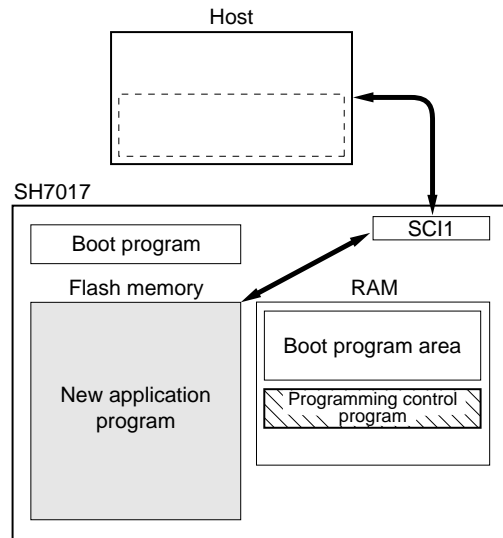 Host
SH7017
SCI1
Boot program
Flash memory
RAM
Boot program area
New application
program
Programming control
program